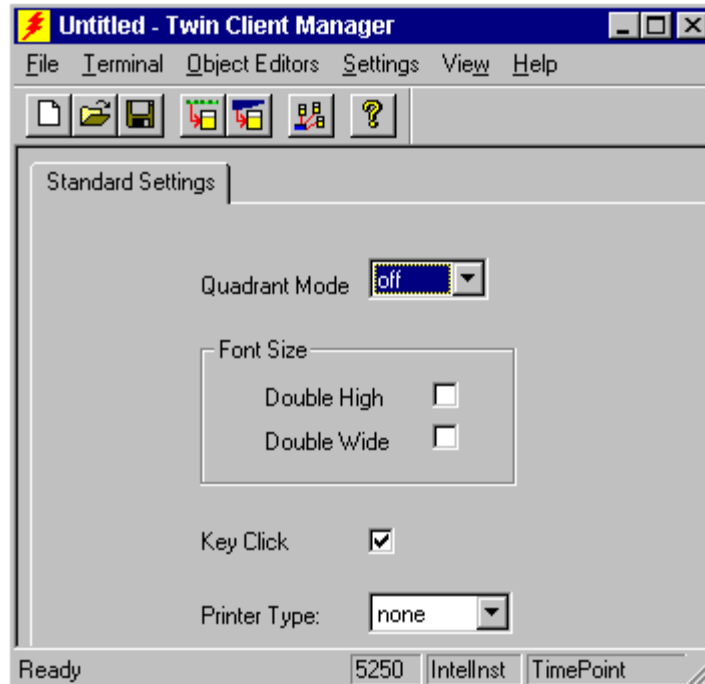 Untitled - Twin Client Manager
File Terminal Object Editors Settings View Help
Standard Settings
Quadrant Mode off
Font Size
Double High
Double Wide
Key Click
Printer Type: none
Ready 5250 IntelInst TimePoint